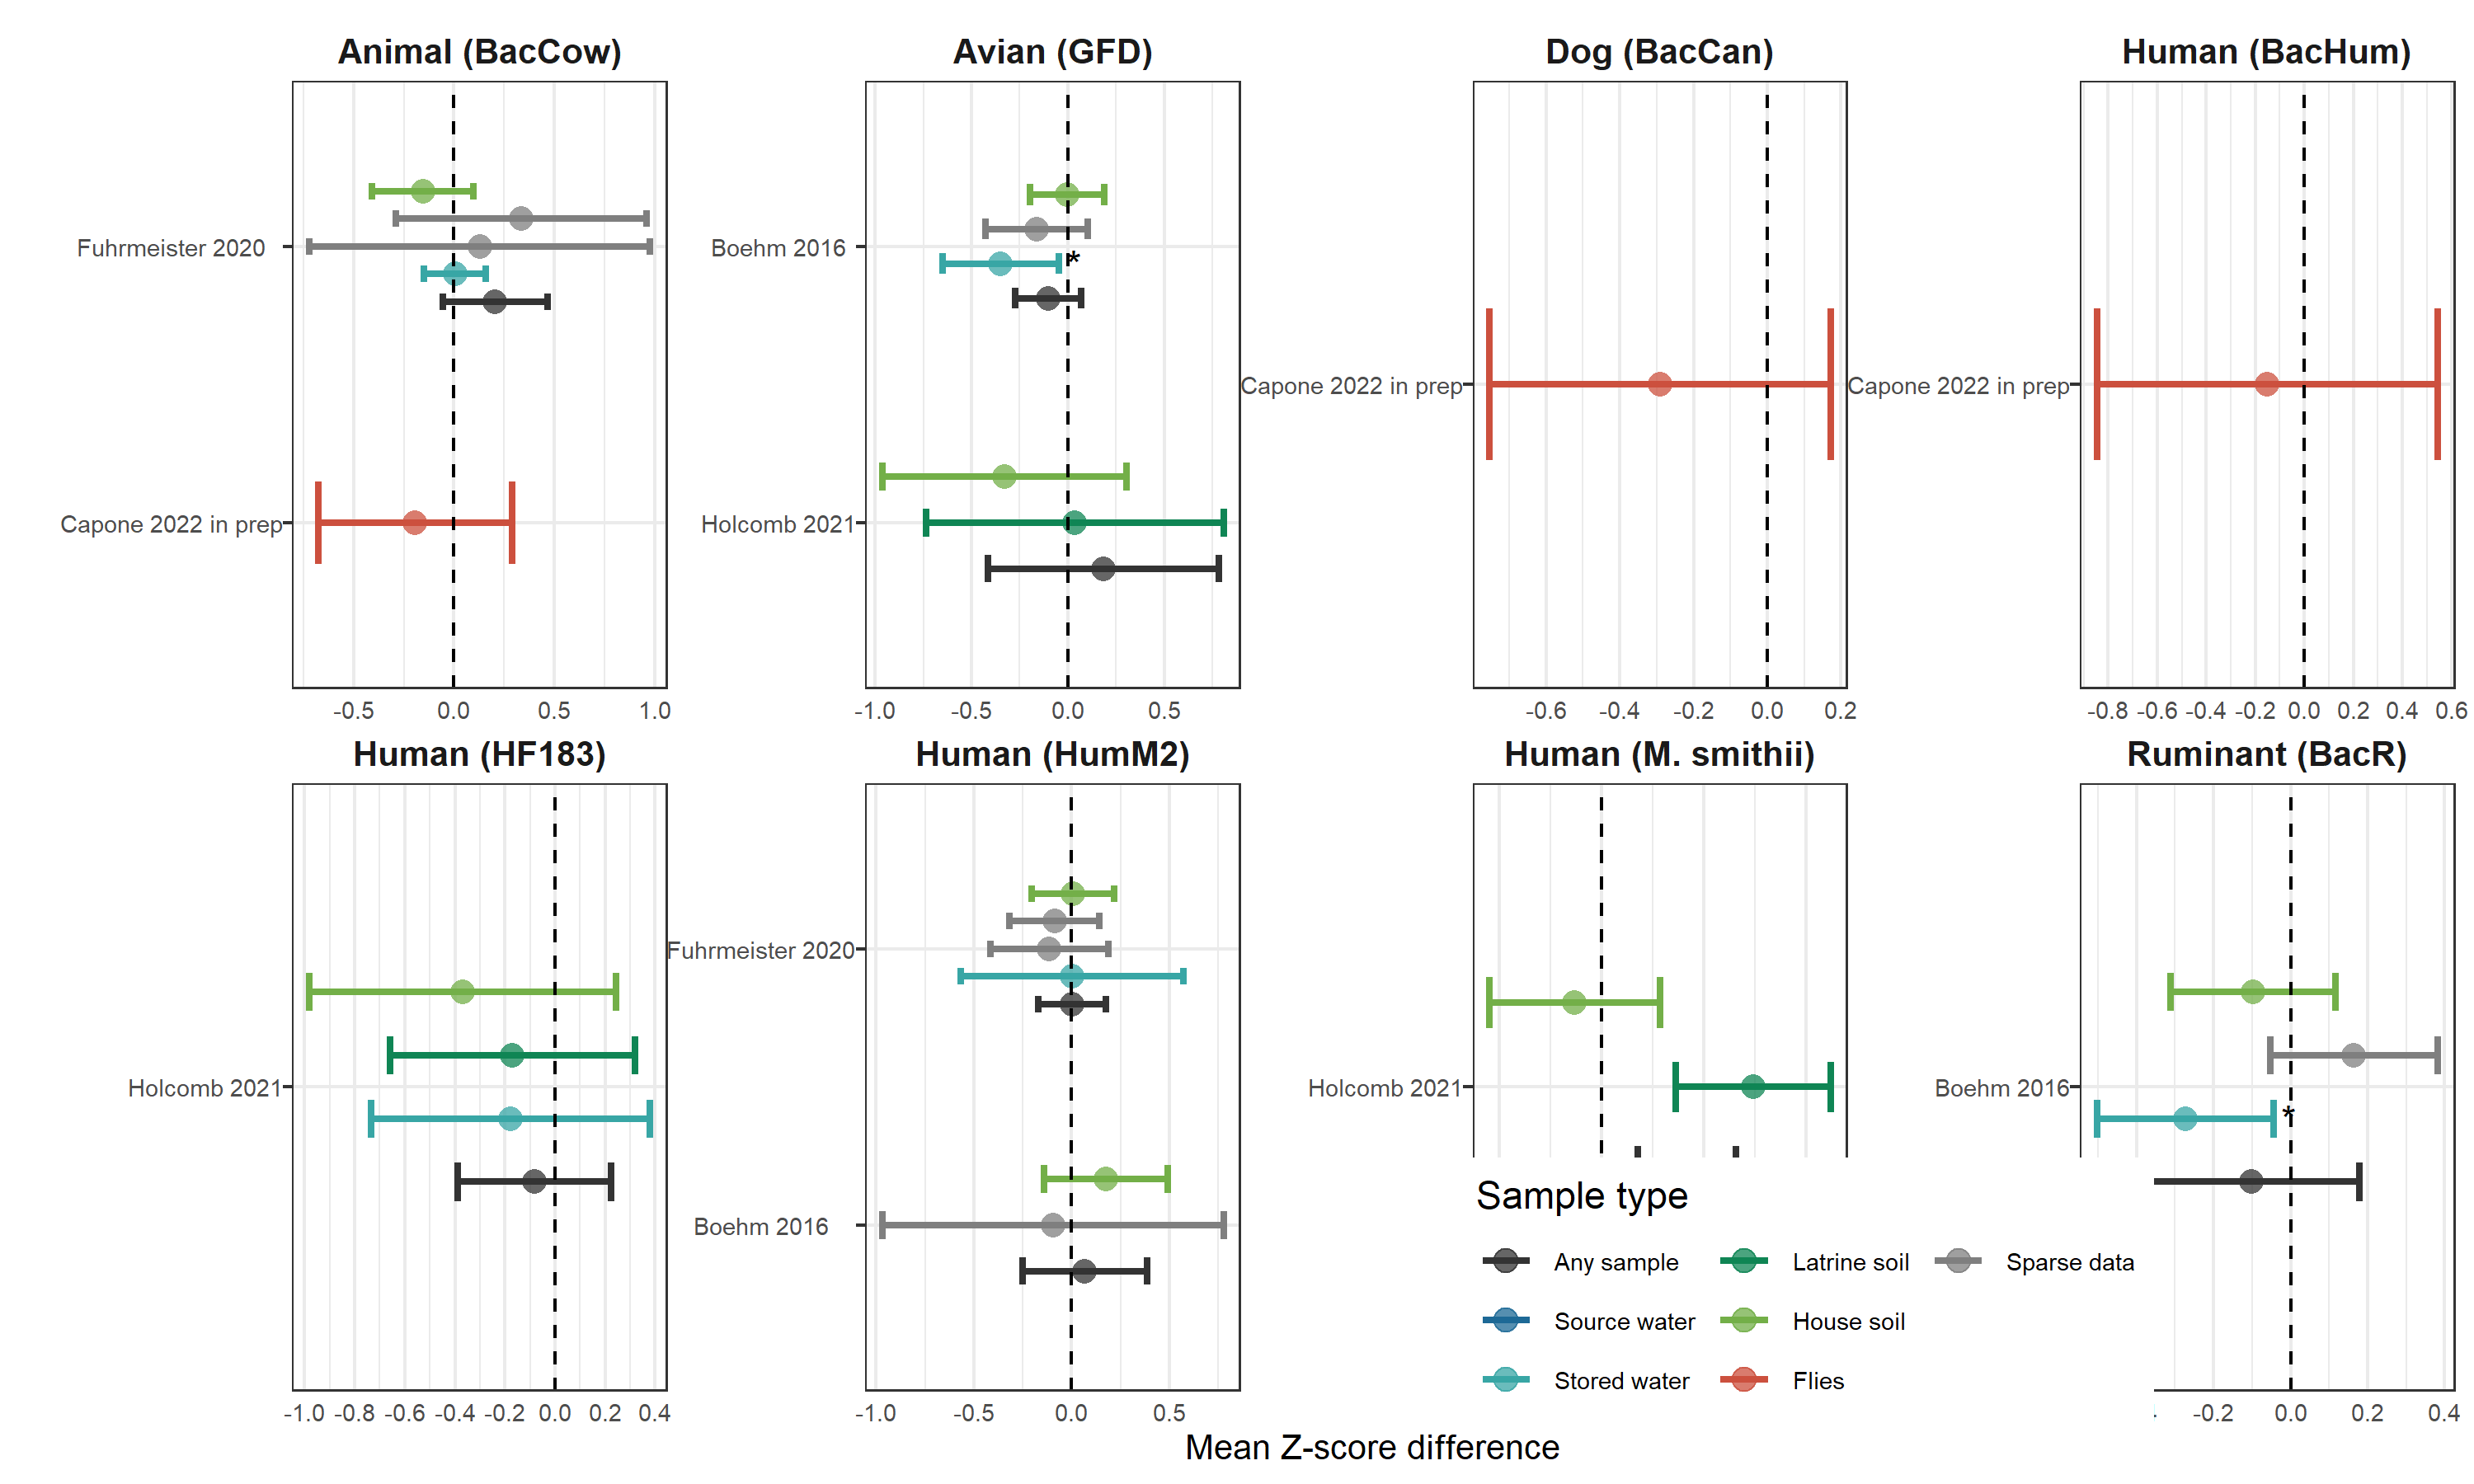 Animal (BacCow) Avian (GFD) Dog (BacCan) Human (BacHum)
Fuhrmeister 2020 Boehm 2016
*
Capone 2022 in prep Capone 2022 in prep
Capone 2022 in prep Holcomb 2021
-0.5 0.0 0.5 1.0 -1.0 -0.5 0.0 0.5 -0.6 -0.4 -0.2 0.0 0.2 -0.8 -0.6 -0.4 -0.2 0.0 0.2 0.4 0.6
Human (HF183) Human (HumM2) Human (M. smithii) Ruminant (BacR)
Fuhrmeister 2020
Holcomb 2021 Holcomb 2021 Boehm 2016
*
Boehm 2016
Sample type
Any sample Latrine soil Sparse data
Source water House soil
Stored water Flies
-1.0 -0.8 -0.6 -0.4 -0.2 0.0 0.2 0.4 -1.0 -0.5 0.0 0.5 -0.2 0.0 0.2 0.4
Mean Z-score difference